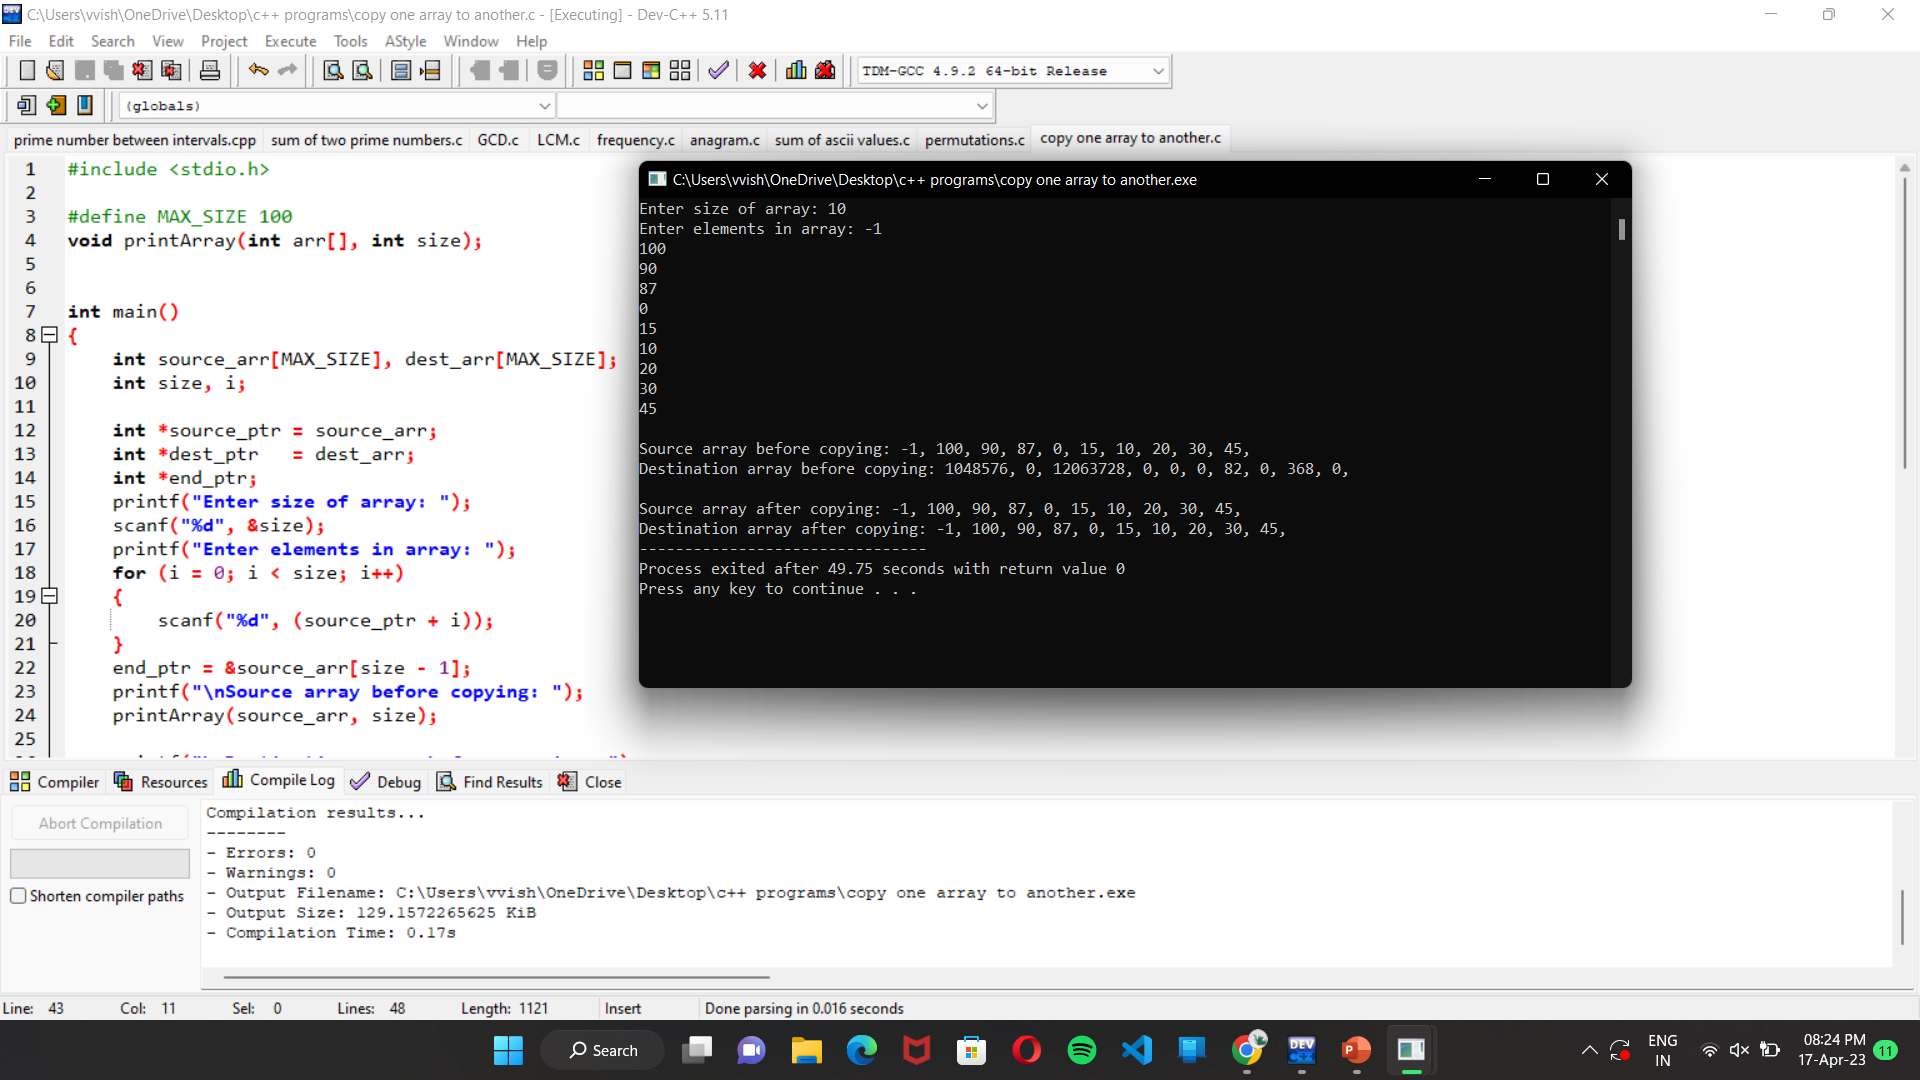 C:\Users\vvish\OneDrive\Desktop\c++ programs\copy one array to another.c - [Executing] - Dev-C++ 5.11
File Edit Search View Project Execute Tools AStyle Window Help
TDM-GCC 4.9.2 64-bit Release
(globals)
prime number between intervals.cpp sum of two prime numbers.c GCD.c LCM.c frequency.c anagram.c sum of ascii values.c permutations.c copy one array to another.c
1 #include <stdio.h>
2
3 #define MAX_SIZE 100
4 void printArray(int arr[], int size);
5
6
7 int main()
8 {
9 int source_arr[MAX_SIZE], dest_arr[MAX_SIZE];
10 int size, i;
11
12 int *source_ptr = source_arr;
13 int *dest_ptr   = dest_arr;
14 int *end_ptr;
15 printf("Enter size of array: ");
16 scanf("%d", &size);
17 printf("Enter elements in array: ");
18 for (i = 0; i < size; i++)
19 {
20 scanf("%d", (source_ptr + i));
21 }
22 end_ptr = &source_arr[size - 1];
23 printf("\nSource array before copying: ");
24 printArray(source_arr, size);
25
C:\Users\vvish\OneDrive\Desktop\c++ programs\copy one array to another.exe
Enter size of array: 10
Enter elements in array: -1
100
90
87
0
15
10
20
30
45
Source array before copying: -1, 100, 90, 87, 0, 15, 10, 20, 30, 45,
Destination array before copying: 1048576, 0, 12063728, 0, 0, 0, 82, 0, 368, 0,
Source array after copying: -1, 100, 90, 87, 0, 15, 10, 20, 30, 45,
Destination array after copying: -1, 100, 90, 87, 0, 15, 10, 20, 30, 45,
--------------------------------
Process exited after 49.75 seconds with return value 0
Press any key to continue . . .
Compiler Resources Compile Log Debug Find Results Close
Abort Compilation
Shorten compiler paths
Compilation results...
--------
- Errors: 0
- Warnings: 0
- Output Filename: C:\Users\vvish\OneDrive\Desktop\c++ programs\copy one array to another.exe
- Output Size: 129.1572265625 KiB
- Compilation Time: 0.17s
Line: 43 Col: 11 Sel: 0 Lines: 48 Length: 1121 Insert Done parsing in 0.016 seconds
Search
DEV
C++
P
ENG
IN
08:24 PM
17-Apr-23
11